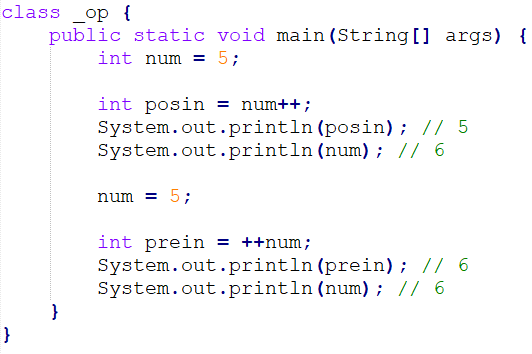 class _op {
    public static void main(String[] args) {
        int num = 5;
        int posin = num++;
        System.out.println(posin); // 5
        System.out.println(num); // 6
        num = 5;
        int prein = ++num;
        System.out.println(prein); // 6
        System.out.println(num); // 6
    }
}